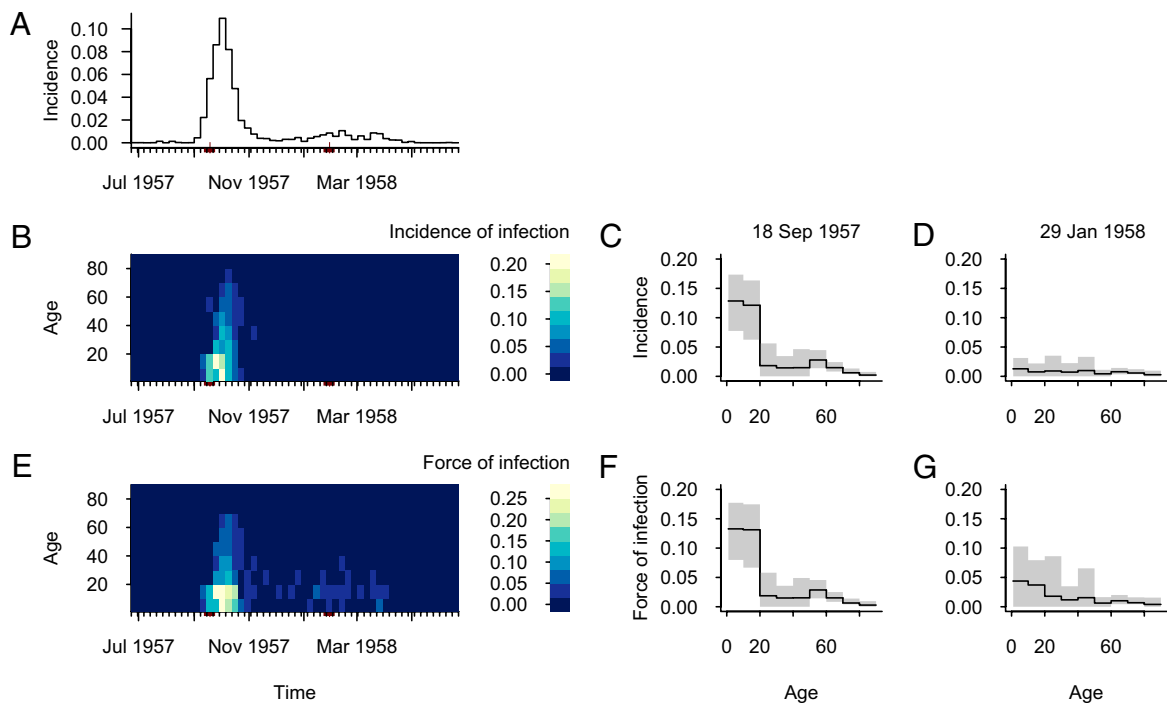 A
Incidence
0.10
0.08
0.06
0.04
0.02
0.00
Jul 1957 Nov 1957 Mar 1958
B
Incidence of infection
Age
80
60
40
20
Jul 1957 Nov 1957 Mar 1958
0.20
0.15
0.10
0.05
0.00
C
18 Sep 1957
Incidence
0.20
0.15
0.10
0.05
0.00
0 20 60
D
29 Jan 1958
0.20
0.15
0.10
0.05
0.00
0 20 60
E
Force of infection
Age
80
60
40
20
Jul 1957 Nov 1957 Mar 1958
Time
0.25
0.20
0.15
0.10
0.05
0.00
F
Force of infection
0.20
0.15
0.10
0.05
0.00
0 20 60
Age
G
0.20
0.15
0.10
0.05
0.00
0 20 60
Age